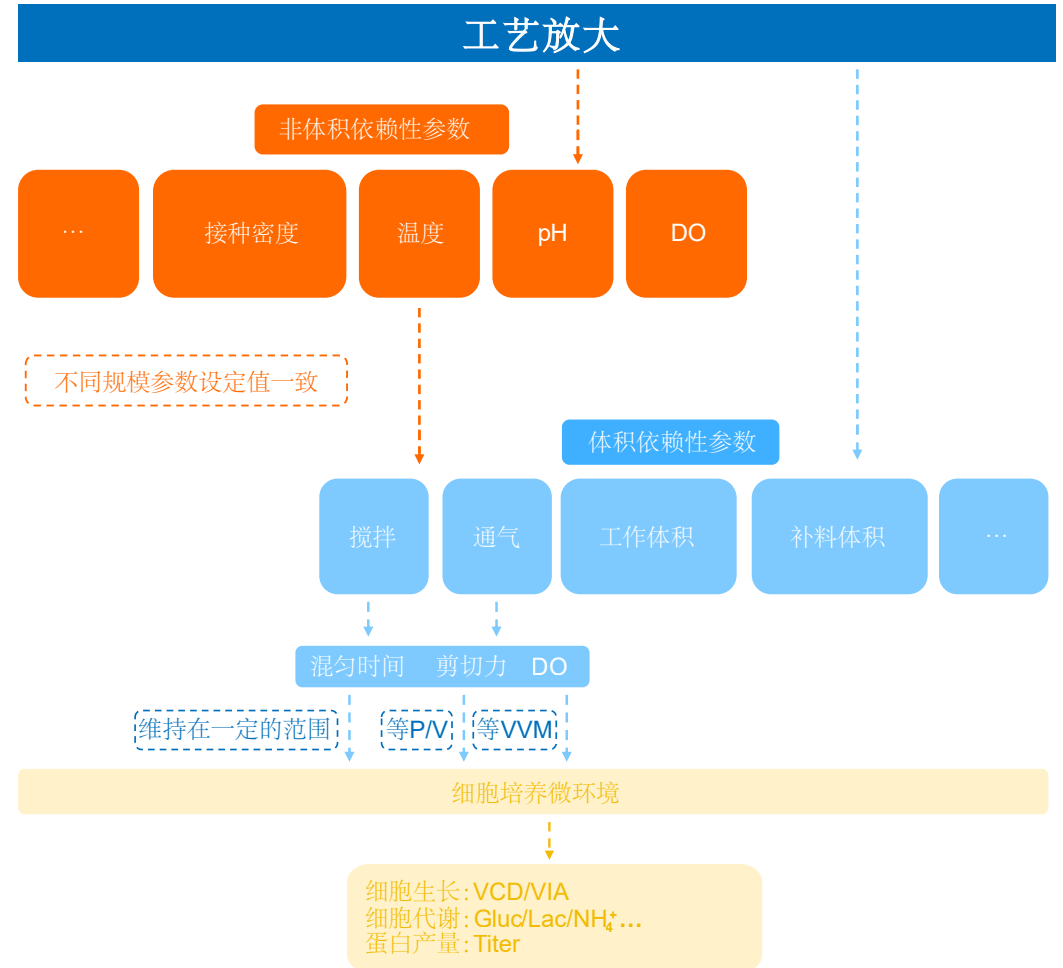 工艺放大
非体积依赖性参数
… 接种密度 温度 pH DO
不同规模参数设定值一致
体积依赖性参数
搅拌 通气 工作体积 补料体积 …
混匀时间 剪切力 DO
维持在一定的范围 等P/V 等VVM
细胞培养微环境
细胞生长:VCD/VIA
细胞代谢:Gluc/Lac/NH₄⁺…
蛋白产量:Titer